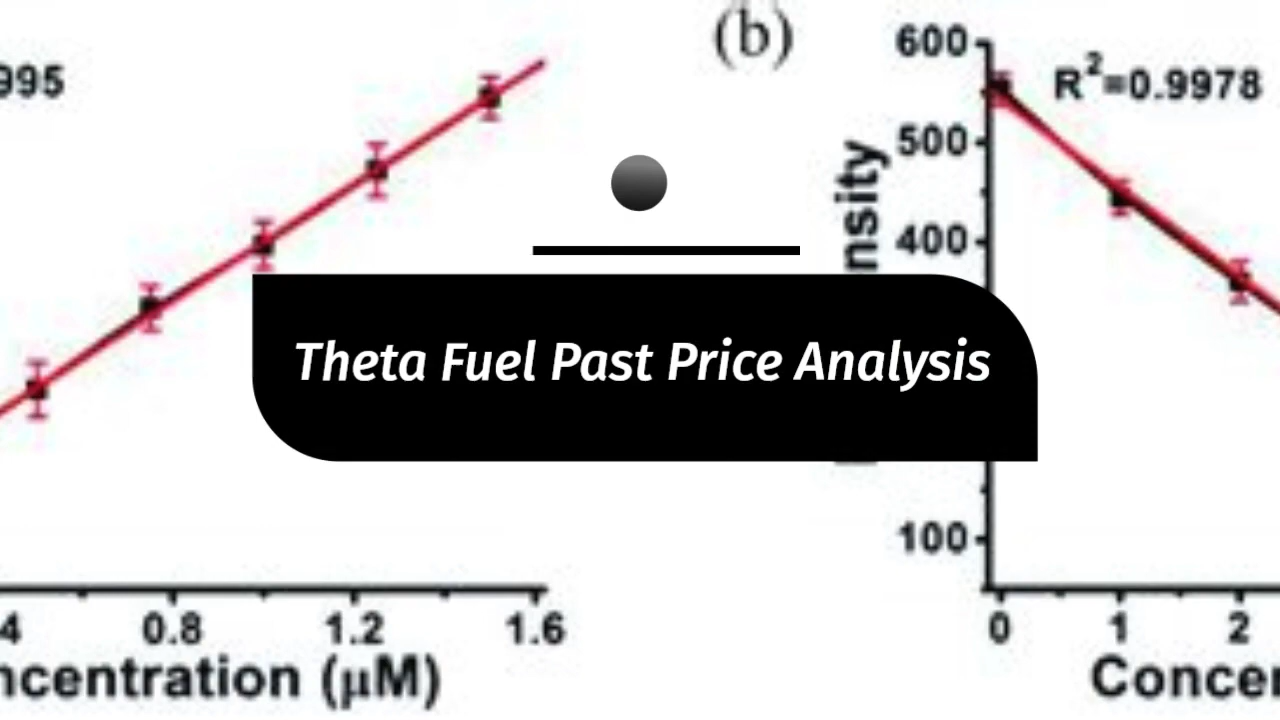 995
(b)
600
R²=0.9978
500
nsity
400
Theta Fuel Past Price Analysis
100
4 0.8 1.2 1.6
0 1 2
ncentration (μM)
Concen